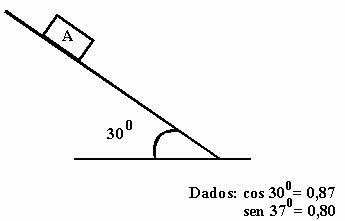 A
30⁰
Dados: cos 30⁰= 0,87
sen 37⁰= 0,80